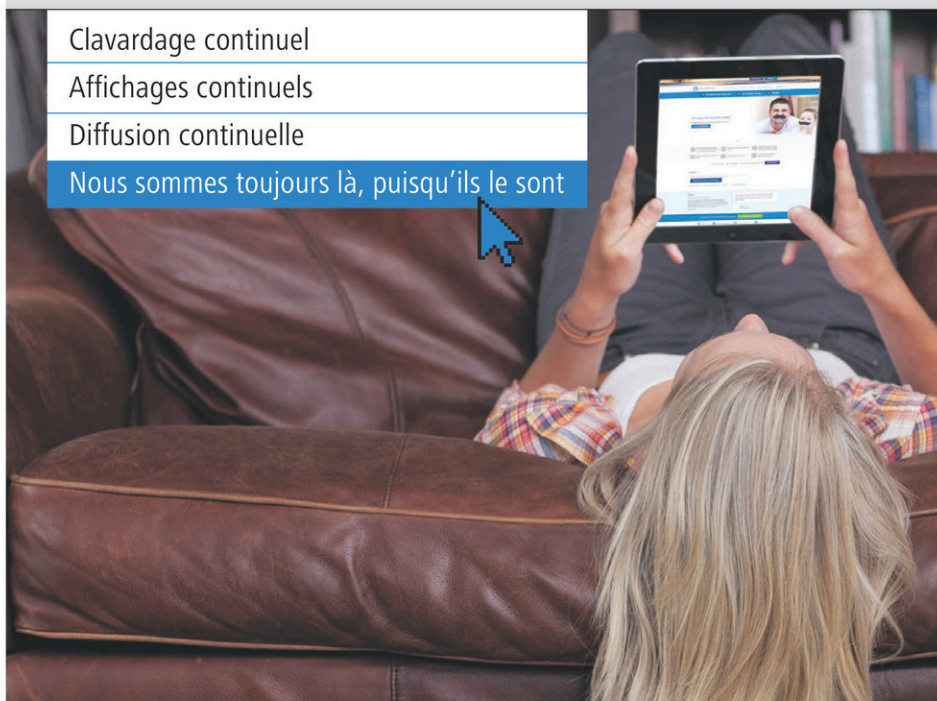 Clavardage continuel
Affichages continuels
Diffusion continuelle
Nous sommes toujours là, puisqu'ils le sont